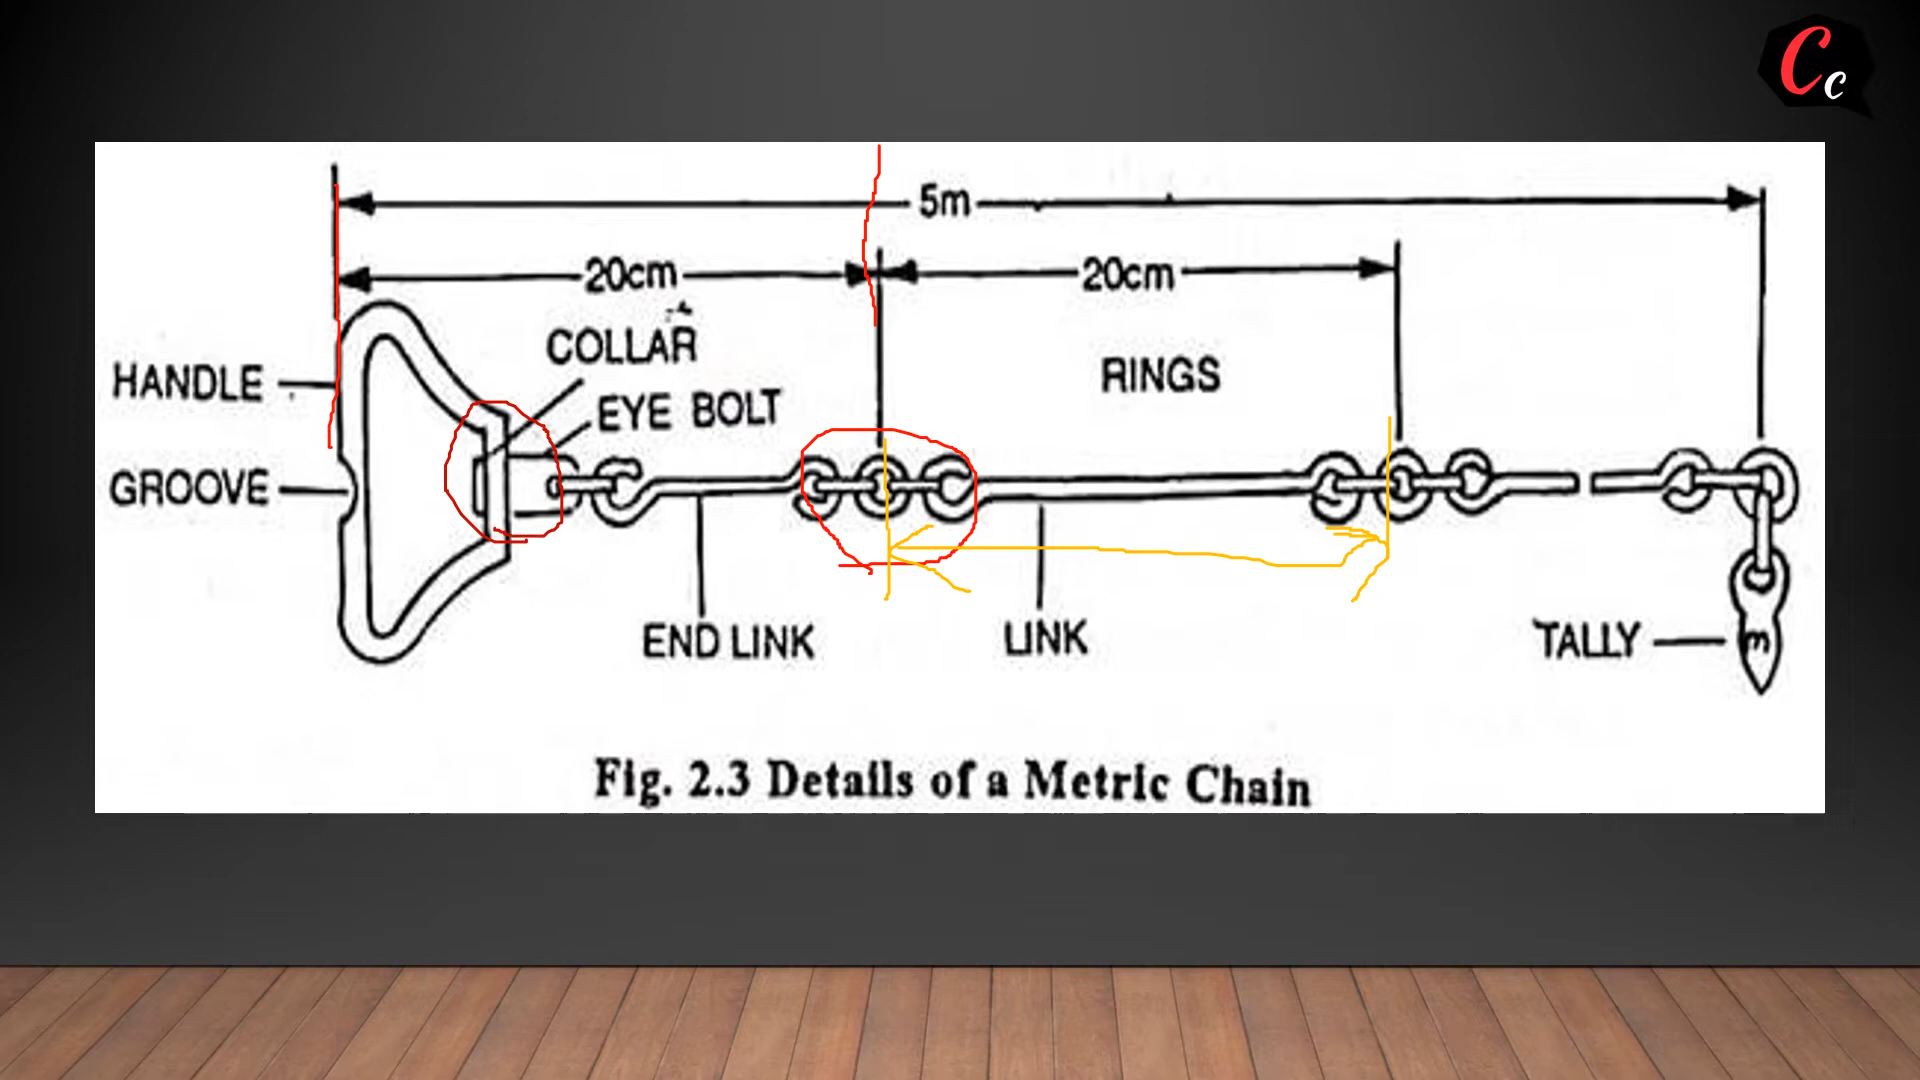 Cc
5m
20cm
20cm
COLLAR
HANDLE
RINGS
EYE BOLT
GROOVE
END LINK
LINK
TALLY
Fig. 2.3 Details of a Metric Chain